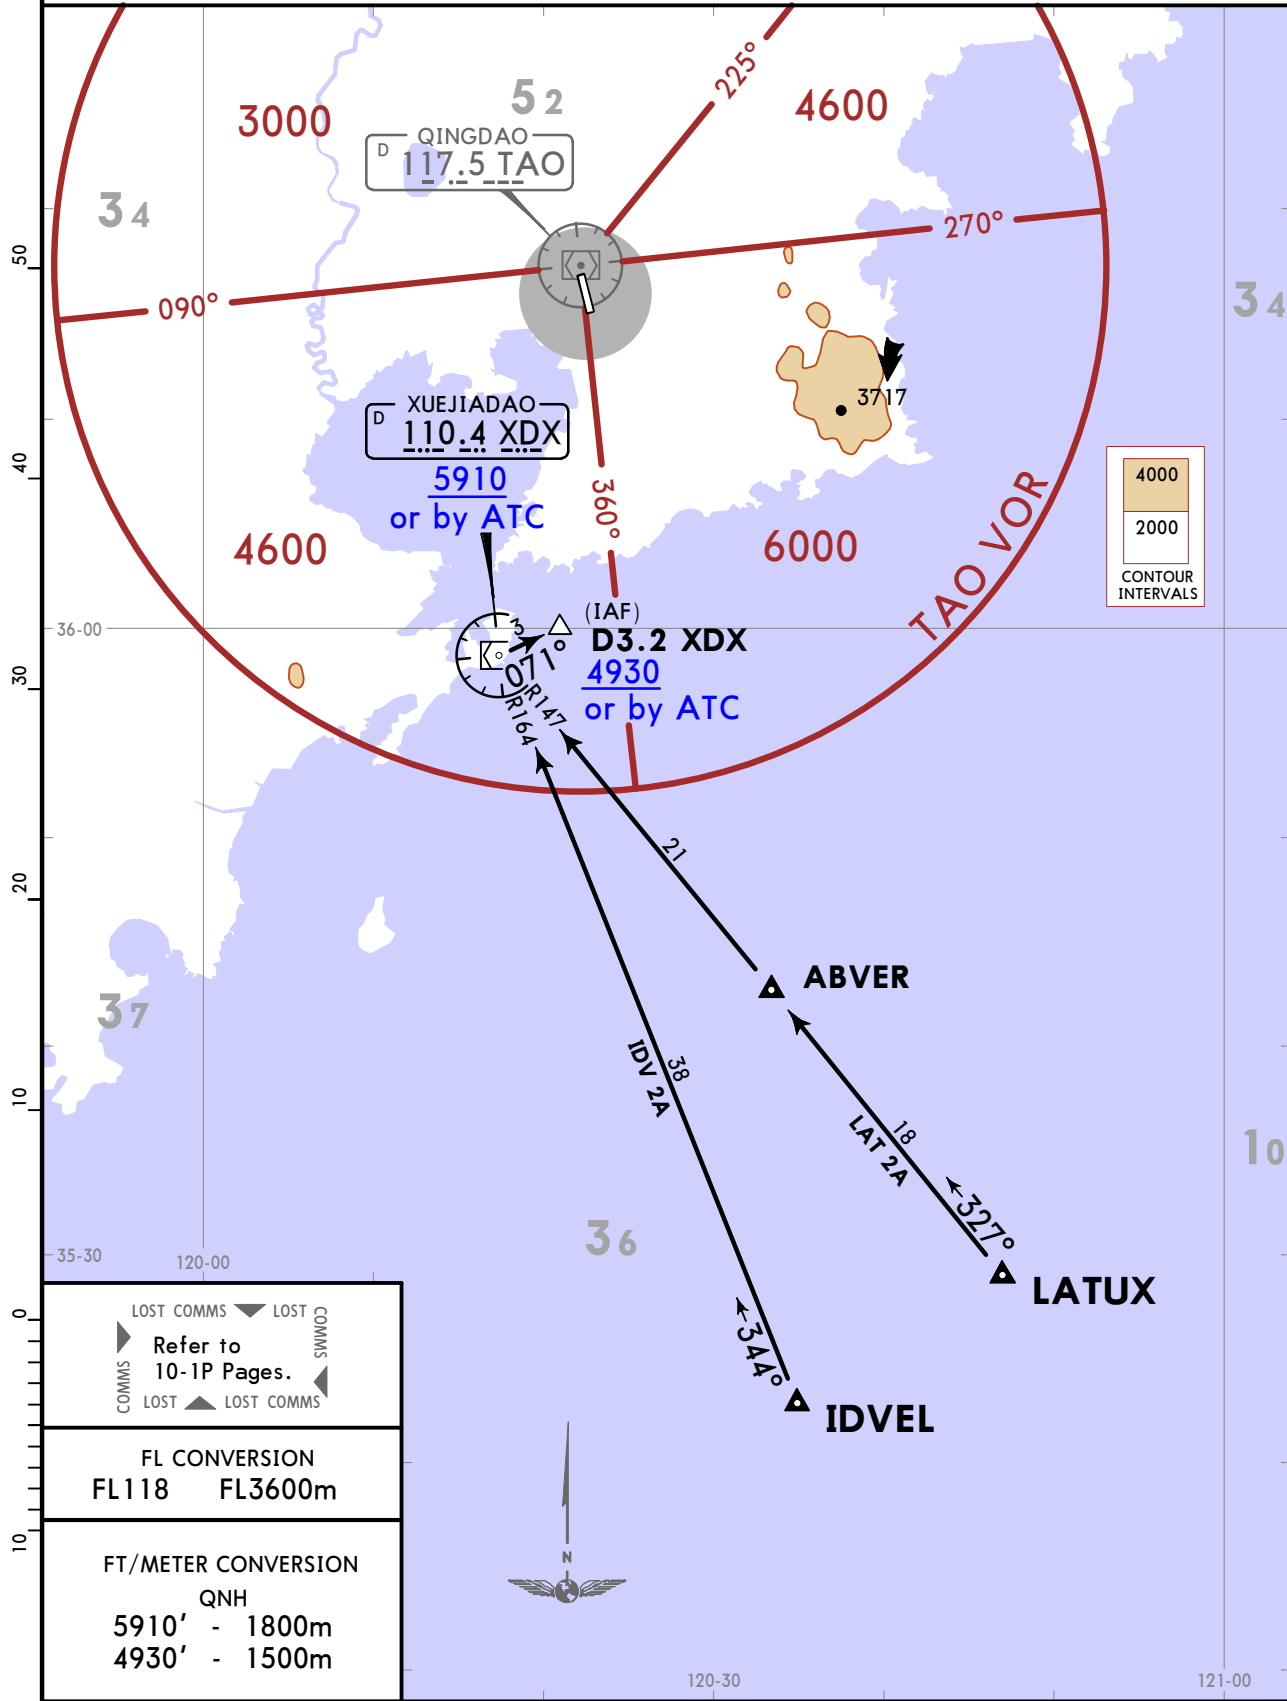 225°
3000
52
4600
QINGDAO
D 117.5 TAO
34
270°
50
090°
34
3717
XUEJIADAO
D 110.4 XDX
40
5910
or by ATC
4000
2000
CONTOUR
INTERVALS
360°
4600
6000
TAO VOR
(IAF)
36-00
D3.2 XDX
3
071°
4930
or by ATC
30
R147
R164
21
20
ABVER
37
38
IDV 2A
10
18
LAT 2A
10
327°
36
35-30
120-00
LATUX
0
LOST COMMS LOST COMMS
Refer to
10-1P Pages.
COMMS LOST LOST COMMS
344°
IDVEL
FL CONVERSION
FL118 FL3600m
10
N
FT/METER CONVERSION
QNH
5910' - 1800m
4930' - 1500m
120-30
121-00